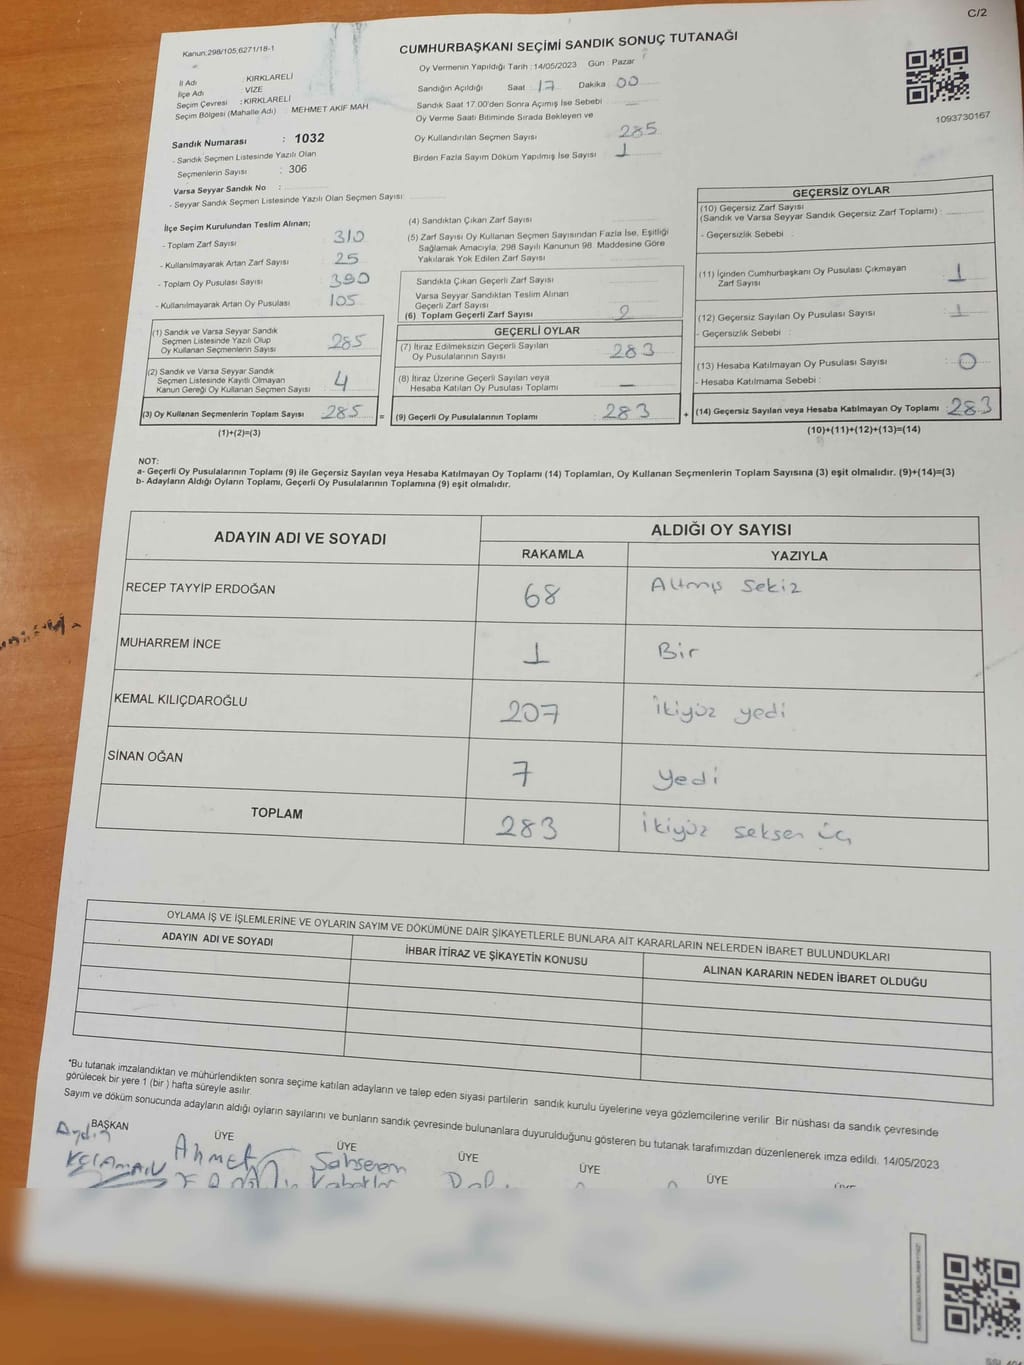 C/2
Kanun,298/105,6271/18-1
CUMHURBAŞKANI SEÇİMİ SANDIK SONUÇ TUTANAĞI
Oy Vermenin Yapıldığı Tarih :14/05/2023 Gün : Pazar
İl Adı : KIRKLARELİ
İlçe Adı : VİZE
Seçim Çevresi : KIRKLARELİ
Seçim Bölgesi (Mahalle Adı) MEHMET AKİF MAH
Sandığın Açıldığı Saat 17 Dakika 00
Sandık Saat 17.00'den Sonra Açımış İse Sebebi
Oy Verme Saati Bitiminde Sırada Bekleyen ve
Oy Kullandırılan Seçmen Sayısı 285
Birden Fazla Sayım Döküm Yapılmış İse Sayısı 1
1093730167
Sandık Numarası : 1032
- Sandık Seçmen Listesinde Yazılı Olan
Seçmenlerin Sayısı : 306
Varsa Seyyar Sandık No :
- Seyyar Sandık Seçmen Listesinde Yazılı Olan Seçmen Sayısı:
İlçe Seçim Kurulundan Teslim Alınan;
- Toplam Zarf Sayısı 310
- Kullanılmayarak Artan Zarf Sayısı 25
- Toplam Oy Pusulası Sayısı 390
- Kullanılmayarak Artan Oy Pusulası 105
(1) Sandık ve Varsa Seyyar Sandık
Seçmen Listesinde Yazılı Olup
Oy Kullanan Seçmenlerin Sayısı 285
(2) Sandık ve Varsa Seyyar Sandık
Seçmen Listesinde Kayıtlı Olmayan
Kanun Gereği Oy Kullanan Seçmen Sayısı 4
(3) Oy Kullanan Seçmenlerin Toplam Sayısı 285 =
(1)+(2)=(3)
(4) Sandıktan Çıkan Zarf Sayısı
(5) Zarf Sayısı Oy Kullanan Seçmen Sayısından Fazla İse, Eşitliği
Sağlamak Amacıyla, 298 Sayılı Kanunun 98. Maddesine Göre
Yakılarak Yok Edilen Zarf Sayısı
Sandıkta Çıkan Geçerli Zarf Sayısı
Varsa Seyyar Sandıktan Teslim Alınan
Geçerli Zarf Sayısı
(6) Toplam Geçerli Zarf Sayısı 2
GEÇERLİ OYLAR
(7) İtiraz Edilmeksizin Geçerli Sayılan
Oy Pusulalarının Sayısı 283
(8) İtiraz Üzerine Geçerli Sayılan veya
Hesaba Katılan Oy Pusulası Toplamı —
(9) Geçerli Oy Pusulalarının Toplamı 283 +
GEÇERSİZ OYLAR
(10) Geçersiz Zarf Sayısı
(Sandık ve Varsa Seyyar Sandık Geçersiz Zarf Toplamı) :
- Geçersizlik Sebebi :
(11) İçinden Cumhurbaşkanı Oy Pusulası Çıkmayan
Zarf Sayısı 1
(12) Geçersiz Sayılan Oy Pusulası Sayısı 1
- Geçersizlik Sebebi :
(13) Hesaba Katılmayan Oy Pusulası Sayısı 0
- Hesaba Katılmama Sebebi :
(14) Geçersiz Sayılan veya Hesaba Katılmayan Oy Toplamı 283
(10)+(11)+(12)+(13)=(14)
NOT:
a- Geçerli Oy Pusulalarının Toplamı (9) ile Geçersiz Sayılan veya Hesaba Katılmayan Oy Toplamı (14) Toplamları, Oy Kullanan Seçmenlerin Toplam Sayısına (3) eşit olmalıdır. (9)+(14)=(3)
b- Adayların Aldığı Oyların Toplamı, Geçerli Oy Pusulalarının Toplamına (9) eşit olmalıdır.
ADAYIN ADI VE SOYADI ALDIĞI OY SAYISI
RAKAMLA YAZIYLA
RECEP TAYYİP ERDOĞAN 68 Altmış sekiz
MUHARREM İNCE 1 Bir
KEMAL KILIÇDAROĞLU 207 ikiyüz yedi
SİNAN OĞAN 7 yedi
TOPLAM 283 ikiyüz seksen üç
OYLAMA İŞ VE İŞLEMLERİNE VE OYLARIN SAYIM VE DÖKÜMÜNE DAİR ŞİKAYETLERLE BUNLARA AİT KARARLARIN NELERDEN İBARET BULUNDUKLARI
ADAYIN ADI VE SOYADI İHBAR İTİRAZ VE ŞİKAYETİN KONUSU ALINAN KARARIN NEDEN İBARET OLDUĞU
*Bu tutanak imzalandıktan ve mühürlendikten sonra seçime katılan adayların ve talep eden siyasi partilerin sandık kurulu üyelerine veya gözlemcilerine verilir. Bir nüshası da sandık çevresinde
görülecek bir yere 1 (bir ) hafta süreyle asılır.
Sayım ve döküm sonucunda adayların aldığı oyların sayılarını ve bunların sandık çevresinde bulunanlara duyurulduğunu gösteren bu tutanak tarafımızdan düzenlenerek imza edildi. 14/05/2023
BAŞKAN ÜYE ÜYE ÜYE ÜYE ÜYE
Aydın Ahmet